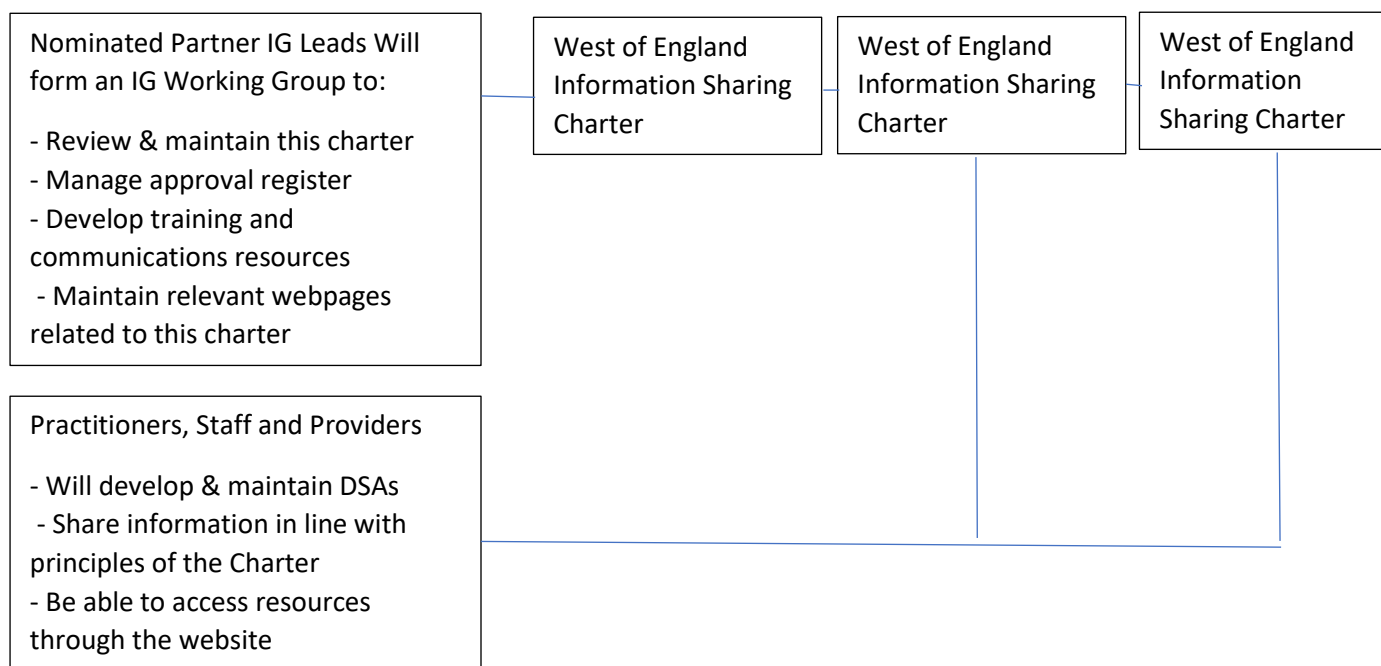 Nominated Partner IG Leads Will
form an IG Working Group to:
- Review & maintain this charter
- Manage approval register
- Develop training and
communications resources
- Maintain relevant webpages
related to this charter
West of England
Information Sharing
Charter
West of England
Information Sharing
Charter
West of England
Information
Sharing Charter
Practitioners, Staff and Providers
- Will develop & maintain DSAs
- Share information in line with
principles of the Charter
- Be able to access resources
through the website